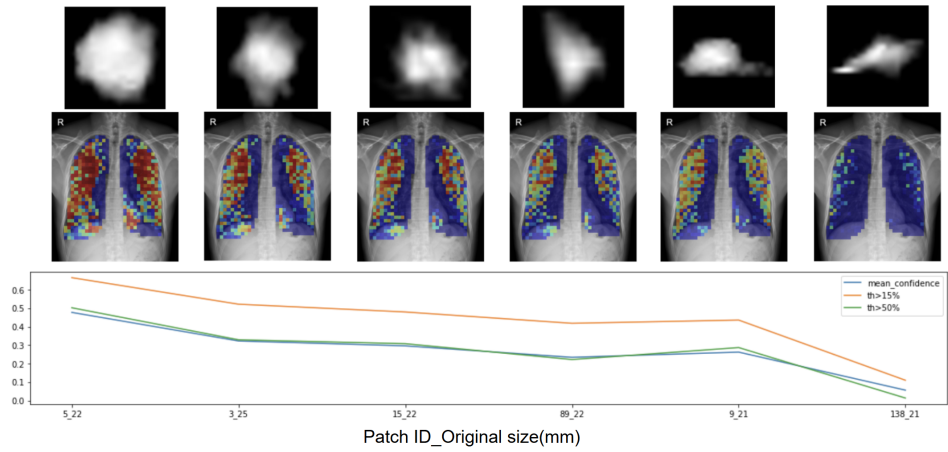 R R R R R R
mean_confidence
th>15%
th>50%
0.6
0.5
0.4
0.3
0.2
0.1
0.0
5_22 3_25 15_22 89_22 9_21 138_21
Patch ID_Original size(mm)